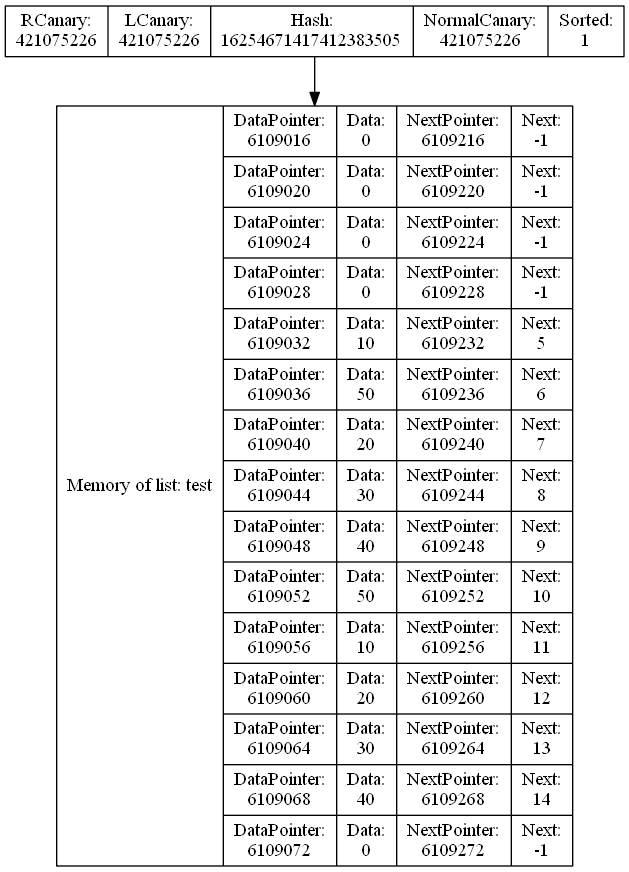 RCanary:
421075226
LCanary:
421075226
Hash:
16254671417412383505
NormalCanary:
421075226
Sorted:
1
Memory of list: test
DataPointer:
6109016
Data:
0
NextPointer:
6109216
Next:
-1
DataPointer:
6109020
Data:
0
NextPointer:
6109220
Next:
-1
DataPointer:
6109024
Data:
0
NextPointer:
6109224
Next:
-1
DataPointer:
6109028
Data:
0
NextPointer:
6109228
Next:
-1
DataPointer:
6109032
Data:
10
NextPointer:
6109232
Next:
5
DataPointer:
6109036
Data:
50
NextPointer:
6109236
Next:
6
DataPointer:
6109040
Data:
20
NextPointer:
6109240
Next:
7
DataPointer:
6109044
Data:
30
NextPointer:
6109244
Next:
8
DataPointer:
6109048
Data:
40
NextPointer:
6109248
Next:
9
DataPointer:
6109052
Data:
50
NextPointer:
6109252
Next:
10
DataPointer:
6109056
Data:
10
NextPointer:
6109256
Next:
11
DataPointer:
6109060
Data:
20
NextPointer:
6109260
Next:
12
DataPointer:
6109064
Data:
30
NextPointer:
6109264
Next:
13
DataPointer:
6109068
Data:
40
NextPointer:
6109268
Next:
14
DataPointer:
6109072
Data:
0
NextPointer:
6109272
Next:
-1